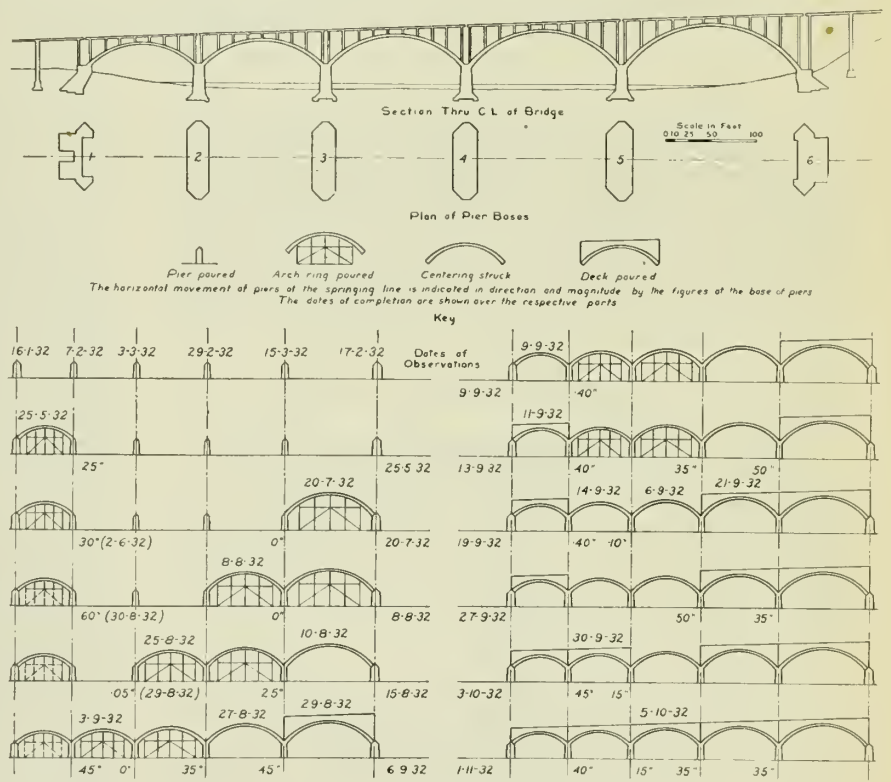 Section Thru C L of Bridge
1 2 3 4 5 6
Scale in Feet
0 10 25 50 100
Plan of Pier Bases
Pier poured Arch ring poured Centering struck Deck poured
The horizontal movement of piers at the springing line is indicated in direction and magnitude by the figures at the base of piers
The dates of completion are shown over the respective parts
Key
16-1-32 7-2-32 3-3-32 29-2-32 15-3-32 17-2-32 Dates of Observations
25-5-32
25" 25-5-32
20-7-32
30" (2-6-32) 0" 20-7-32
8-8-32
60" (30-8-32) 0" 8-8-32
25-8-32 10-8-32
.05" (29-8-32) 25" 15-8-32
3-9-32 27-8-32 29-8-32
45" 0" 35" 45" 6-9-32
9-9-32
9-9-32 .40"
11-9-32
13-9-32 40" 35" 50"
14-9-32 6-9-32 21-9-32
19-9-32 40" .10"
27-9-32 50" 35"
30-9-32
3-10-32 45" 15"
5-10-32
1-11-32 40" 15" 35" 35"